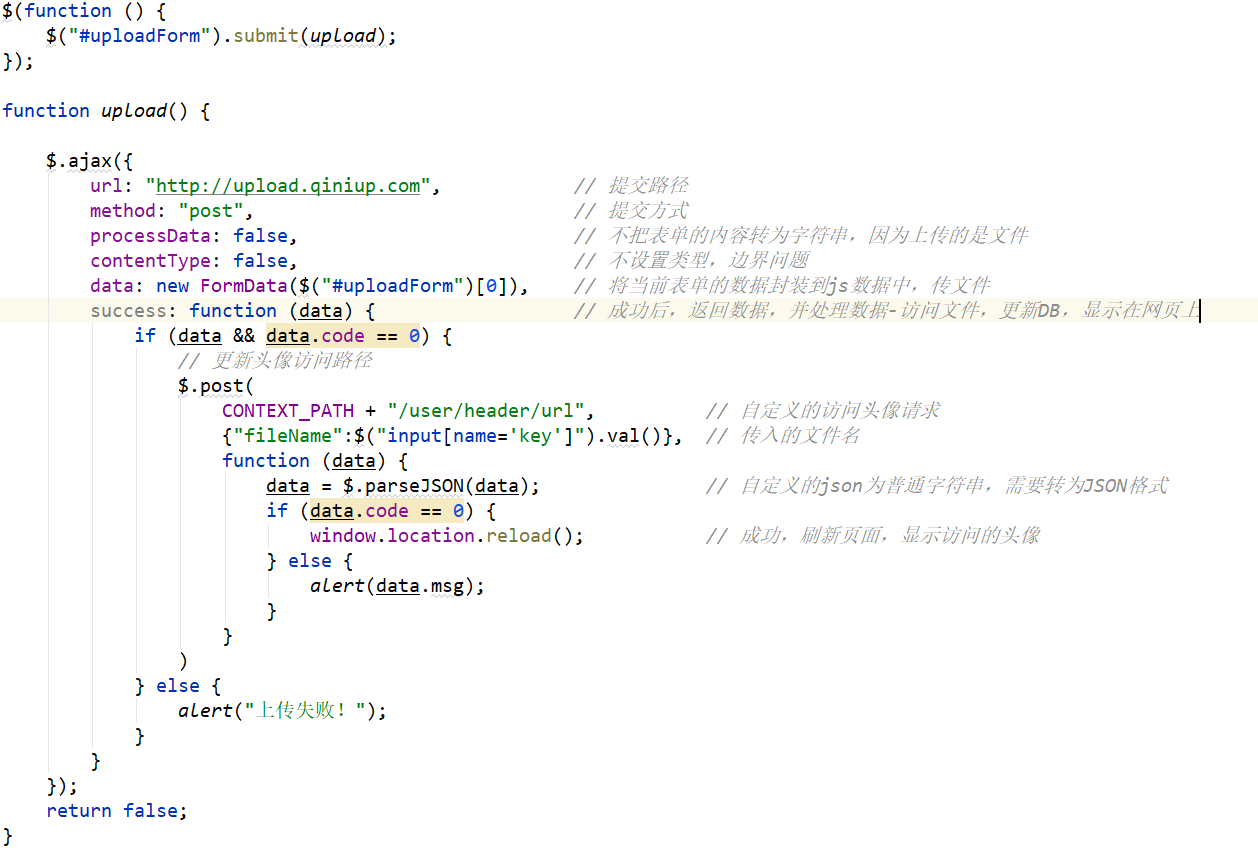 $(function () {
    $("#uploadForm").submit(upload);
});

function upload() {

    $.ajax({
        url: "http://upload.qiniup.com",            // 提交路径
        method: "post",                             // 提交方式
        processData: false,                         // 不把表单的内容转为字符串，因为上传的是文件
        contentType: false,                         // 不设置类型，边界问题
        data: new FormData($("#uploadForm")[0]),    // 将当前表单的数据封装到js数据中，传文件
        success: function (data) {                  // 成功后，返回数据，并处理数据-访问文件，更新DB，显示在网页上
            if (data && data.code == 0) {
                // 更新头像访问路径
                $.post(
                    CONTEXT_PATH + "/user/header/url",          // 自定义的访问头像请求
                    {"fileName":$("input[name='key']").val()},  // 传入的文件名
                    function (data) {
                        data = $.parseJSON(data);               // 自定义的json为普通字符串，需要转为JSON格式
                        if (data.code == 0) {
                            window.location.reload();           // 成功，刷新页面，显示访问的头像
                        } else {
                            alert(data.msg);
                        }
                    }
                )
            } else {
                alert("上传失败！");
            }
        }
    });
    return false;
}